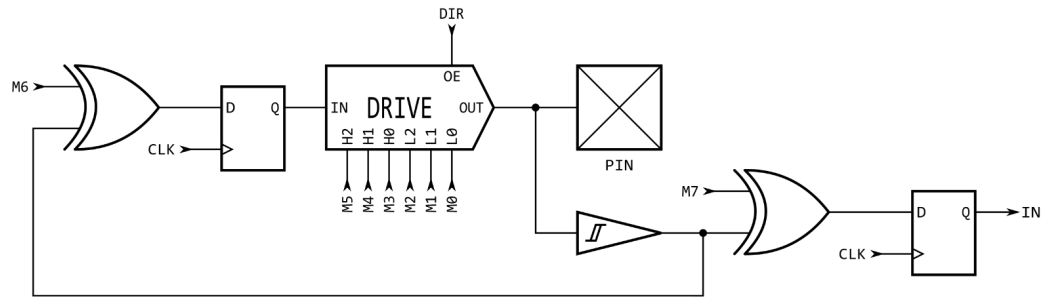 DIR
OE
M6
D Q
IN DRIVE OUT
H2 H1 H0 L2 L1 L0
CLK
M5 M4 M3 M2 M1 M0
PIN
M7
D Q
IN
CLK